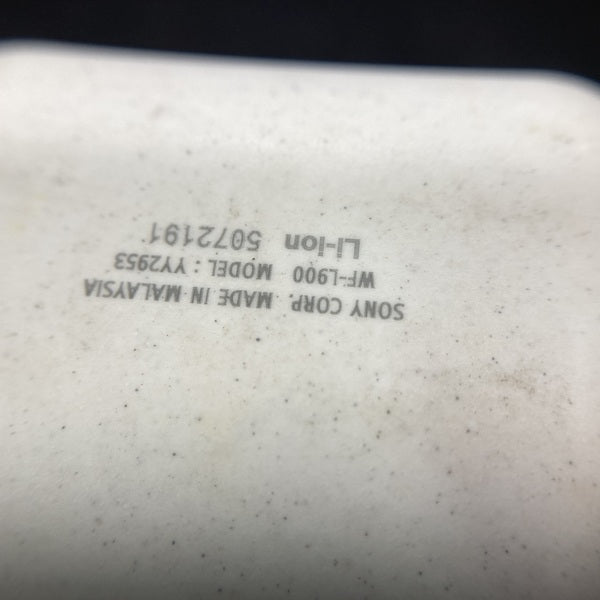 SONY CORP. MADE IN MALAYSIA
WF-L900 MODEL : YY2953
Li-ion 5072191